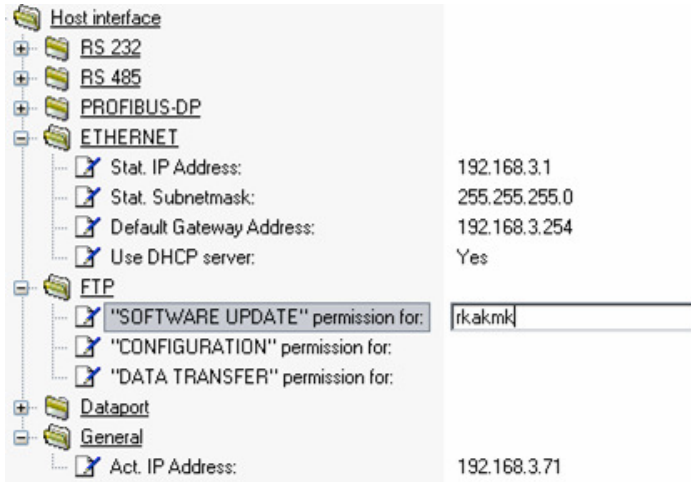 Host interface
RS 232
RS 485
PROFIBUS-DP
ETHERNET
Stat. IP Address: 192.168.3.1
Stat. Subnetmask: 255.255.255.0
Default Gateway Address: 192.168.3.254
Use DHCP server: Yes
FTP
"SOFTWARE UPDATE" permission for: rkakmk
"CONFIGURATION" permission for:
"DATA TRANSFER" permission for:
Dataport
General
Act. IP Address: 192.168.3.71